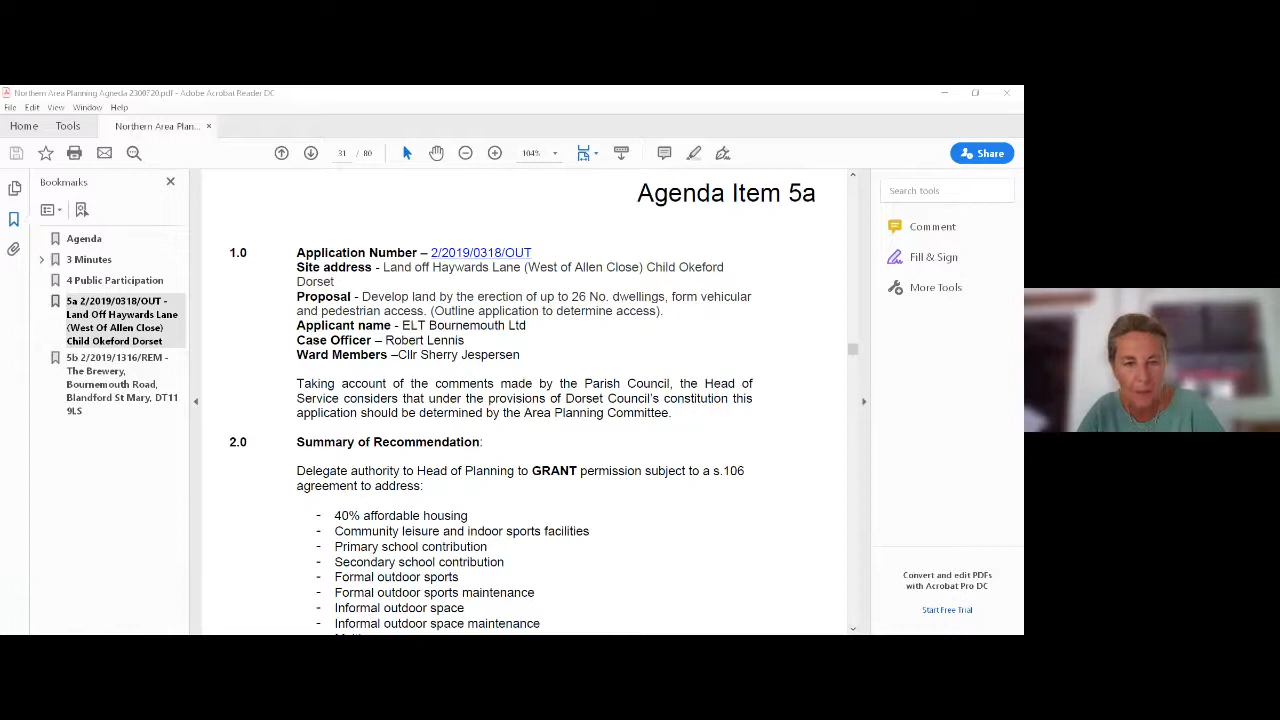 Northern Area Planning Agneda 2300720.pdf - Adobe Acrobat Reader DC
File Edit View Window Help
Home Tools Northern Area Plan... ×
31 / 80 104% Share
Bookmarks
Agenda
3 Minutes
4 Public Participation
5a 2/2019/0318/OUT -
Land Off Haywards Lane
(West Of Allen Close)
Child Okeford Dorset
5b 2/2019/1316/REM -
The Brewery,
Bournemouth Road,
Blandford St Mary, DT11
9LS
Agenda Item 5a
1.0 Application Number – 2/2019/0318/OUT
Site address - Land off Haywards Lane (West of Allen Close) Child Okeford
Dorset
Proposal - Develop land by the erection of up to 26 No. dwellings, form vehicular
and pedestrian access. (Outline application to determine access).
Applicant name - ELT Bournemouth Ltd
Case Officer – Robert Lennis
Ward Members –Cllr Sherry Jespersen
Taking account of the comments made by the Parish Council, the Head of
Service considers that under the provisions of Dorset Council's constitution this
application should be determined by the Area Planning Committee.
2.0 Summary of Recommendation:
Delegate authority to Head of Planning to GRANT permission subject to a s.106
agreement to address:
- 40% affordable housing
- Community leisure and indoor sports facilities
- Primary school contribution
- Secondary school contribution
- Formal outdoor sports
- Formal outdoor sports maintenance
- Informal outdoor space
- Informal outdoor space maintenance
Search tools
Comment
Fill & Sign
More Tools
Convert and edit PDFs
with Acrobat Pro DC
Start Free Trial